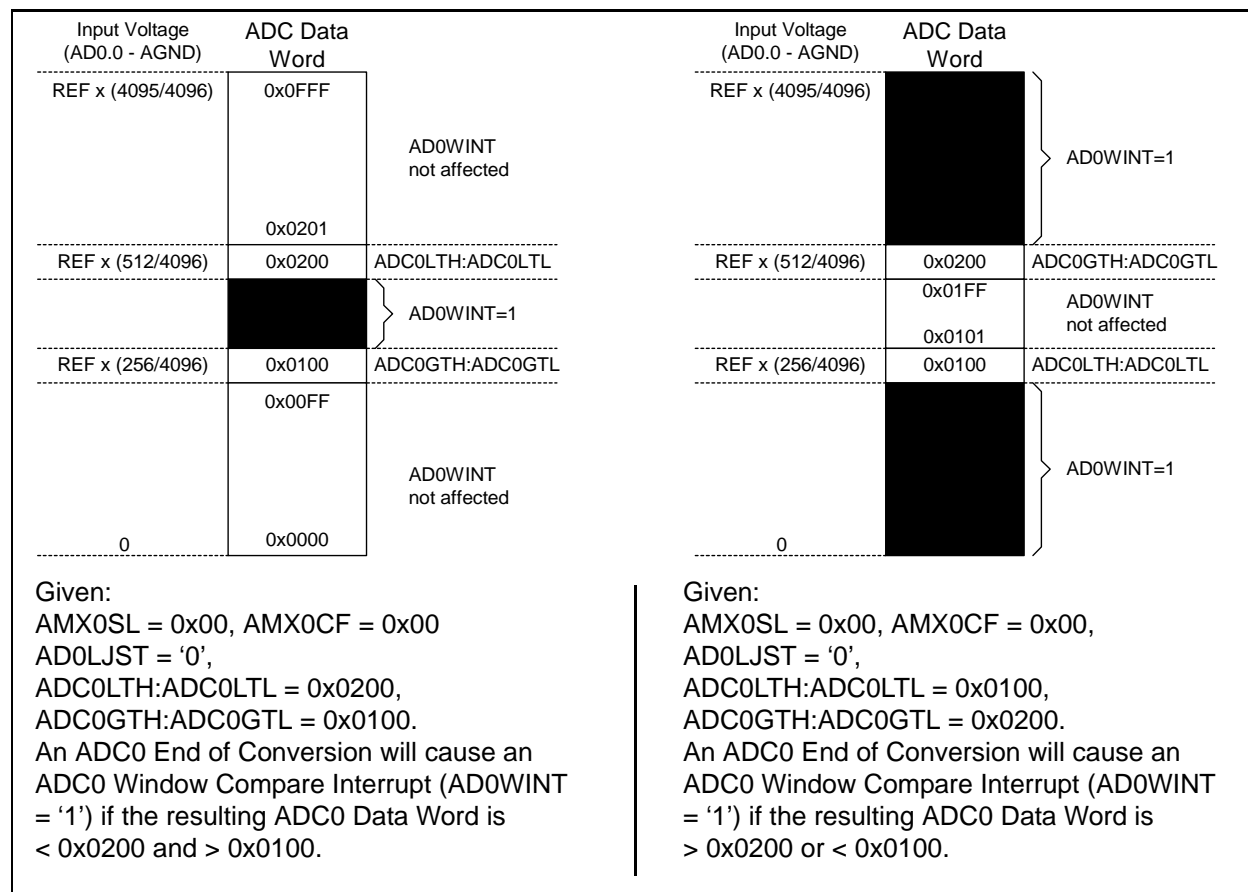 Input Voltage
(AD0.0 - AGND)
ADC Data
Word
REF x (4095/4096)
0x0FFF
AD0WINT
not affected
0x0201
REF x (512/4096)
0x0200
ADC0LTH:ADC0LTL
AD0WINT=1
REF x (256/4096)
0x0100
ADC0GTH:ADC0GTL
0x00FF
AD0WINT
not affected
0
0x0000
Given:
AMX0SL = 0x00, AMX0CF = 0x00
AD0LJST = ‘0’,
ADC0LTH:ADC0LTL = 0x0200,
ADC0GTH:ADC0GTL = 0x0100.
An ADC0 End of Conversion will cause an
ADC0 Window Compare Interrupt (AD0WINT
= ‘1’) if the resulting ADC0 Data Word is
< 0x0200 and > 0x0100.
Input Voltage
(AD0.0 - AGND)
ADC Data
Word
REF x (4095/4096)
AD0WINT=1
REF x (512/4096)
0x0200
ADC0GTH:ADC0GTL
0x01FF
AD0WINT
not affected
0x0101
REF x (256/4096)
0x0100
ADC0LTH:ADC0LTL
AD0WINT=1
0
Given:
AMX0SL = 0x00, AMX0CF = 0x00,
AD0LJST = ‘0’,
ADC0LTH:ADC0LTL = 0x0100,
ADC0GTH:ADC0GTL = 0x0200.
An ADC0 End of Conversion will cause an
ADC0 Window Compare Interrupt (AD0WINT
= ‘1’) if the resulting ADC0 Data Word is
> 0x0200 or < 0x0100.